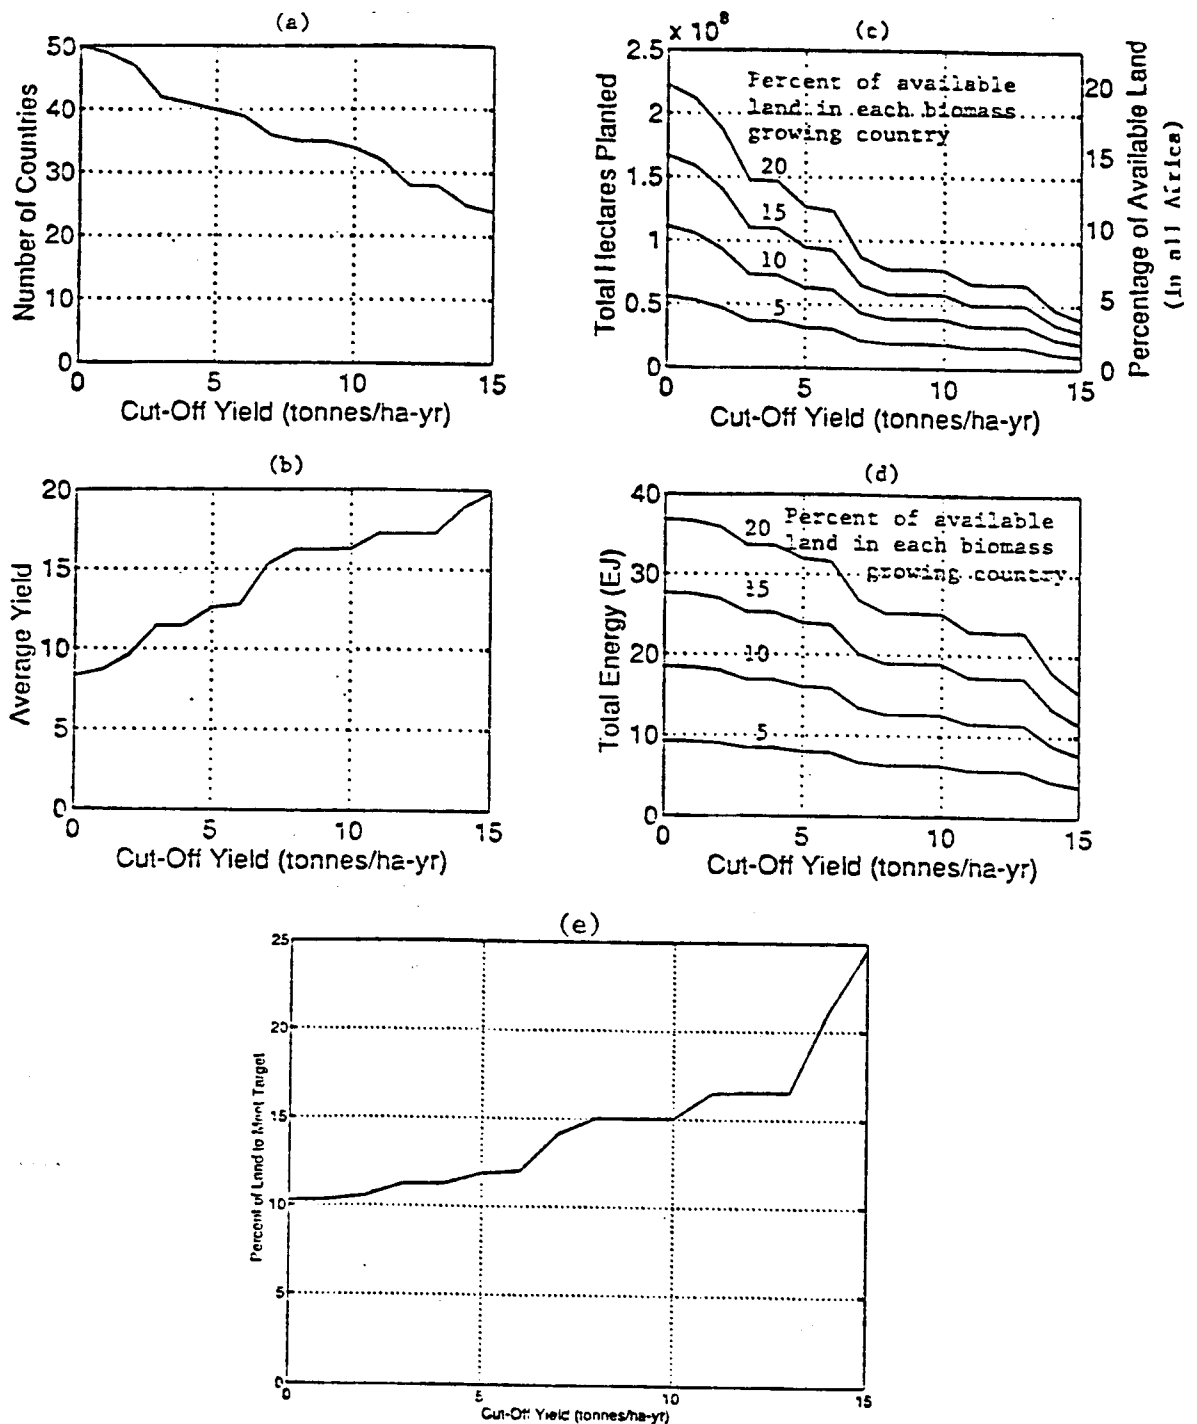 (a)
50
40
30
20
10
0
Number of Countries
0 5 10 15
Cut-Off Yield (tonnes/ha-yr)
(c)
x 10^8
2.5
2
1.5
1
0.5
0
Total Hectares Planted
Percent of available
land in each biomass
growing country
20
15
10
5
20
15
10
5
0
Percentage of Available Land
(In all Africa)
0 5 10 15
Cut-Off Yield (tonnes/ha-yr)
(b)
20
15
10
5
0
Average Yield
0 5 10 15
Cut-Off Yield (tonnes/ha-yr)
(d)
40
30
20
10
0
Total Energy (EJ)
20 Percent of available
land in each biomass
growing country
15
10
5
0 5 10 15
Cut-Off Yield (tonnes/ha-yr)
(e)
25
20
15
10
5
0
Percent of Land to Meet Target
0 5 10 15
Cut-Off Yield (tonnes/ha-yr)